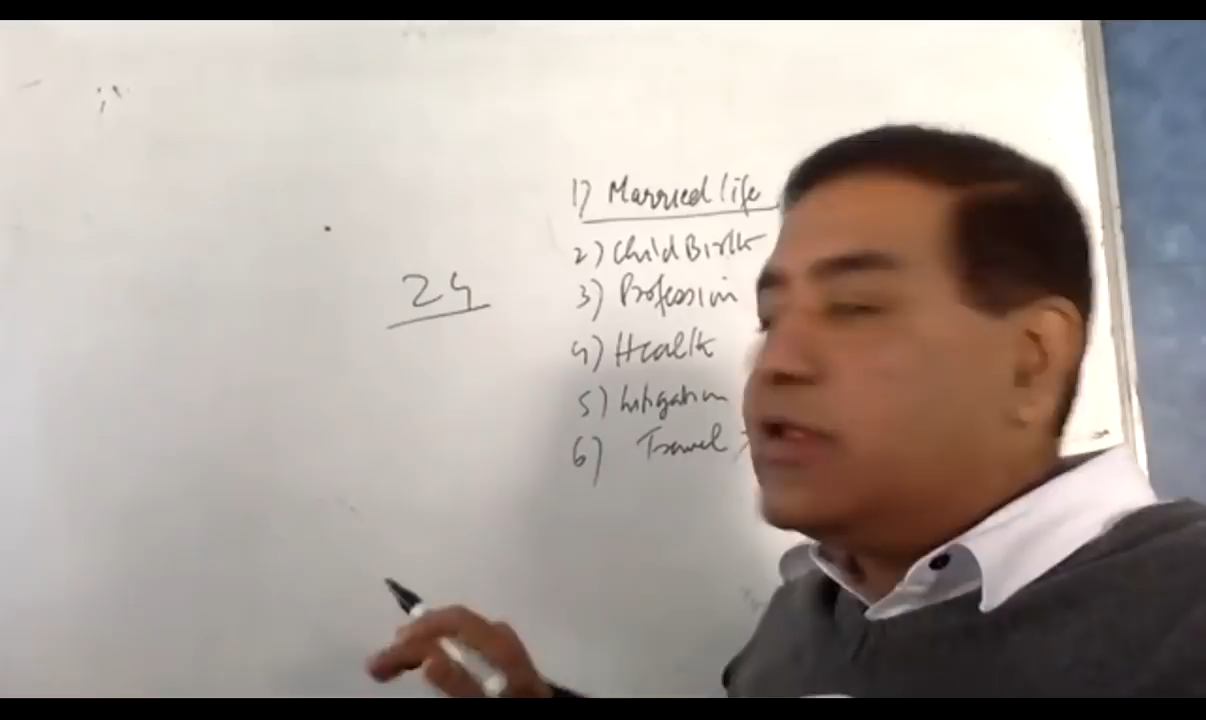 24
1) Married life
2) Child Birth
3) Profession
4) Health
5) Litigation
6) Travel